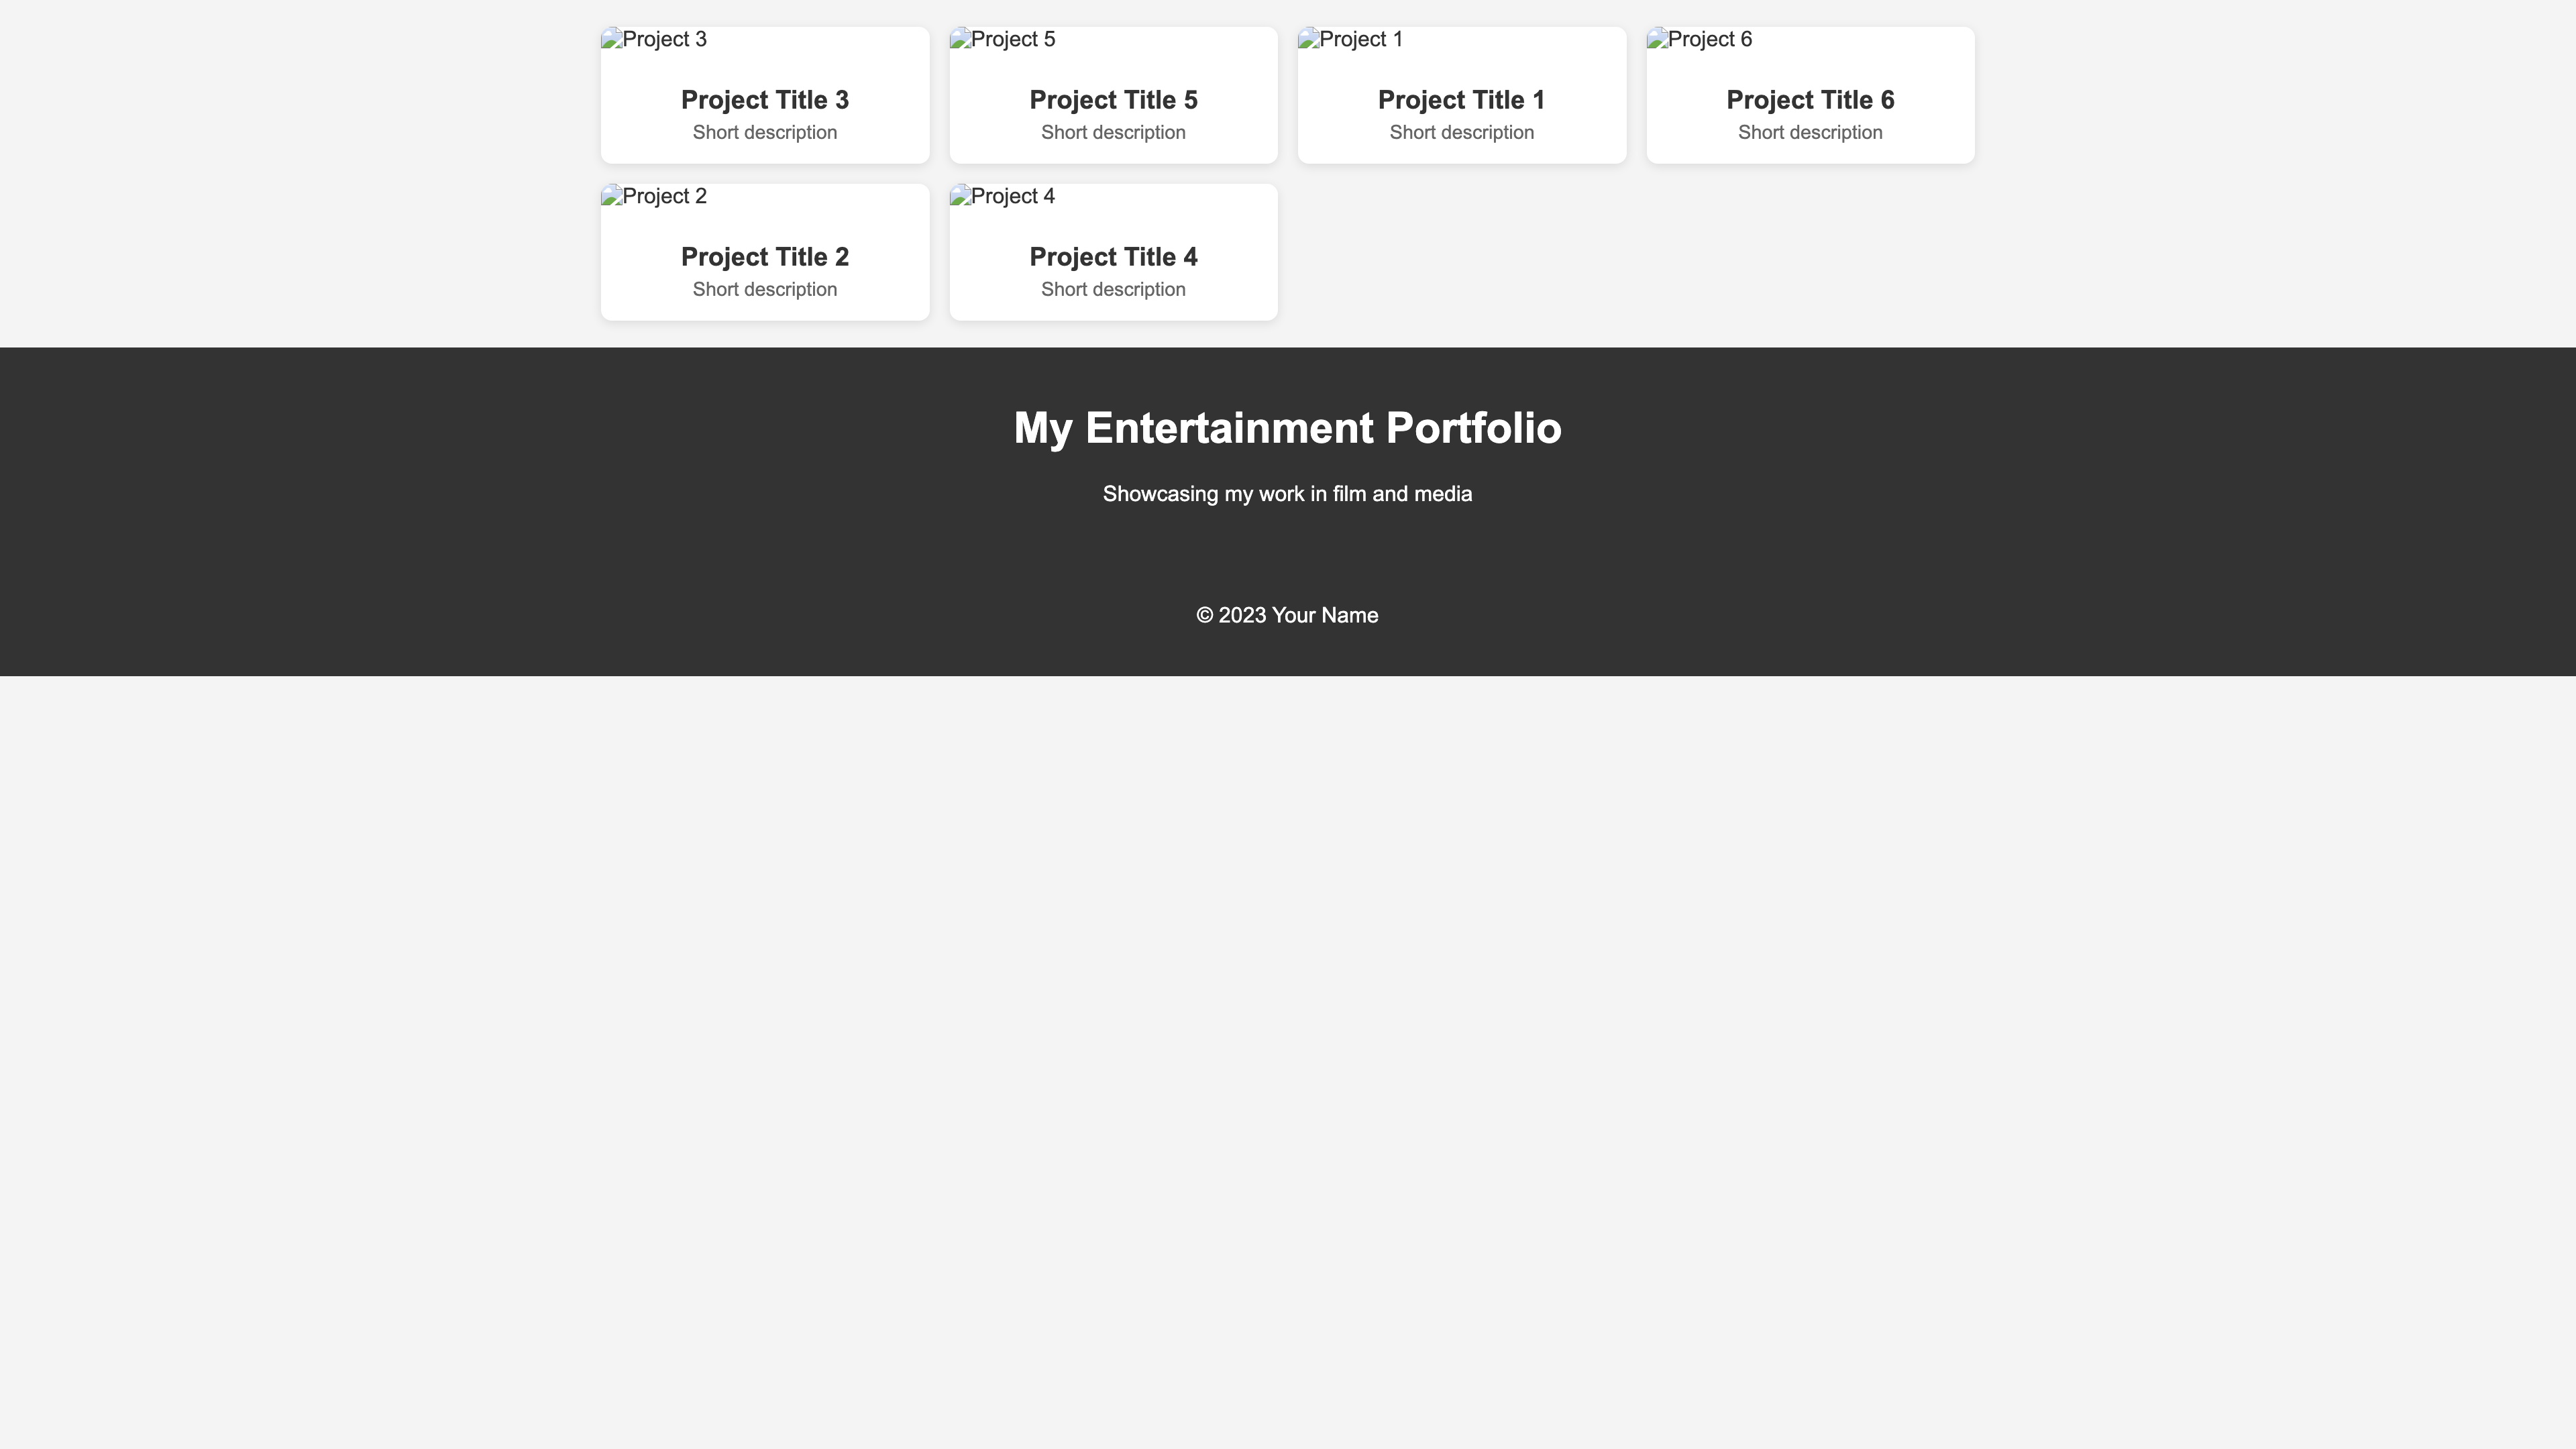 Project 3
Project Title 3
Short description
Project 5
Project Title 5
Short description
Project 1
Project Title 1
Short description
Project 6
Project Title 6
Short description
Project 2
Project Title 2
Short description
Project 4
Project Title 4
Short description
My Entertainment Portfolio
Showcasing my work in film and media
© 2023 Your Name